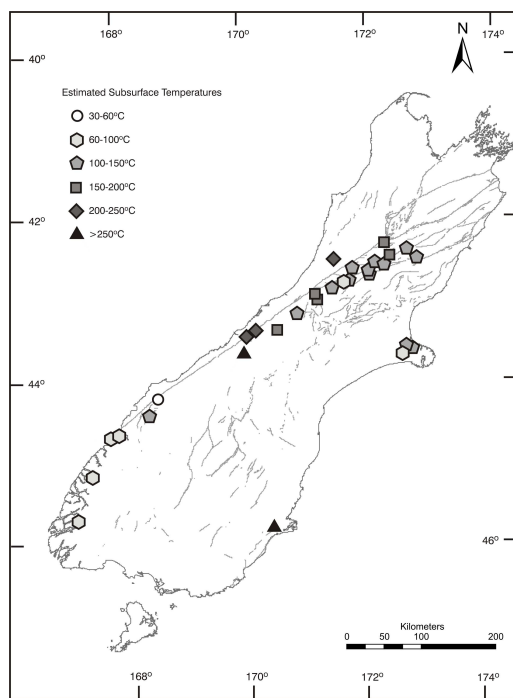 168° 170° 172° 174°
N
40°
Estimated Subsurface Temperatures
30-60°C
60-100°C
100-150°C
150-200°C
200-250°C
>250°C
42°
44°
46°
Kilometers
0 25 50 100 200
168° 170° 172° 174°